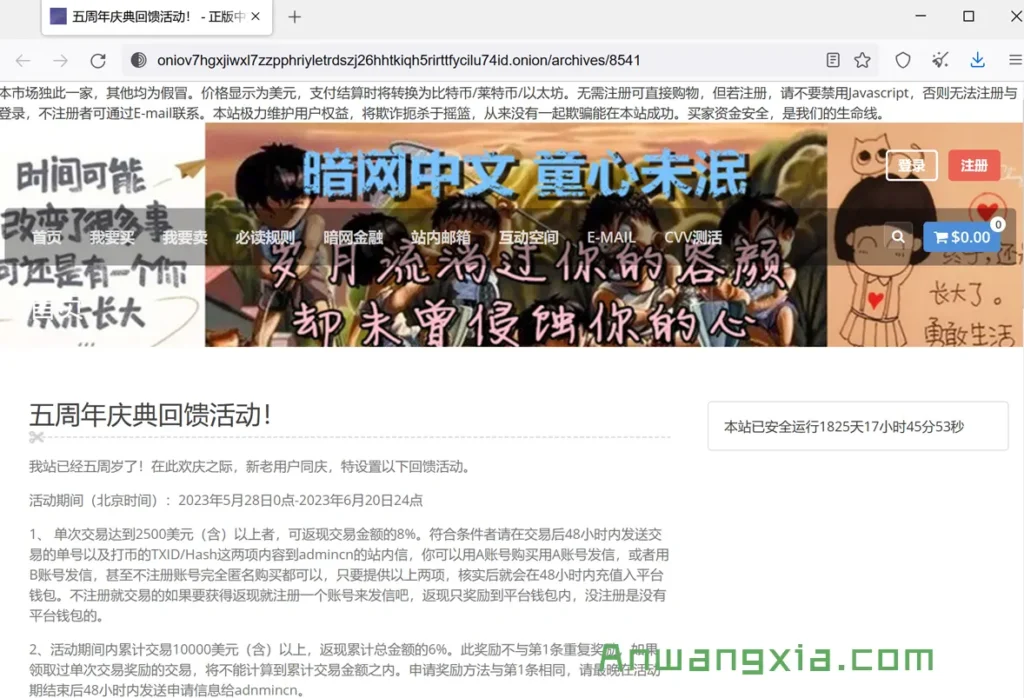 五周年庆典回馈活动！ - 正版中
oniov7hgxjiwxl7zzpphriyletrdszj26hhtkiqh5rirttfycilu74id.onion/archives/8541
本市场独此一家，其他均为假冒。价格显示为美元，支付结算时将转换为比特币/莱特币/以太坊。无需注册可直接购物，但若注册，请不要禁用Javascript，否则无法注册与
登录，不注册者可通过E-mail联系。本站极力维护用户权益，将欺诈扼杀于摇篮，从来没有一起欺骗能在本站成功。买家资金安全，是我们的生命线。
时间可能
改变了很多事
可还是有一个你
未长大
暗网中文 童心未泯
登录
注册
首页
我要买
我要卖
必读规则
暗网金融
站内邮箱
互动空间
E-MAIL
CVV测活
$0.00
0
岁月流淌过你的容颜
却未曾侵蚀你的心
长大了。
勇敢生活
五周年庆典回馈活动！
本站已安全运行1825天17小时45分53秒
我站已经五周岁了！在此欢庆之际，新老用户同庆，特设置以下回馈活动。
活动期间（北京时间）：2023年5月28日0点-2023年6月20日24点
1、 单次交易达到2500美元（含）以上者，可返现交易金额的8%。符合条件者请在交易后48小时内发送交
易的单号以及打币的TXID/Hash这两项内容到admincn的站内信，你可以用A账号购买用A账号发信，或者用
B账号发信，甚至不注册账号完全匿名购买都可以，只要提供以上两项，核实后就会在48小时内充值入平台
钱包。不注册就交易的如果要获得返现就注册一个账号来发信吧，返现只奖励到平台钱包内，没注册是没有
平台钱包的。
2、活动期间内累计交易10000美元（含）以上，返现累计总金额的6%。此奖励不与第1条重复奖励，如果
领取过单次交易奖励的交易，将不能计算到累计交易金额之内。申请奖励方法与第1条相同，请最晚在活动
期结束后48小时内发送申请信息给adnmincn。
Anwangxia.com